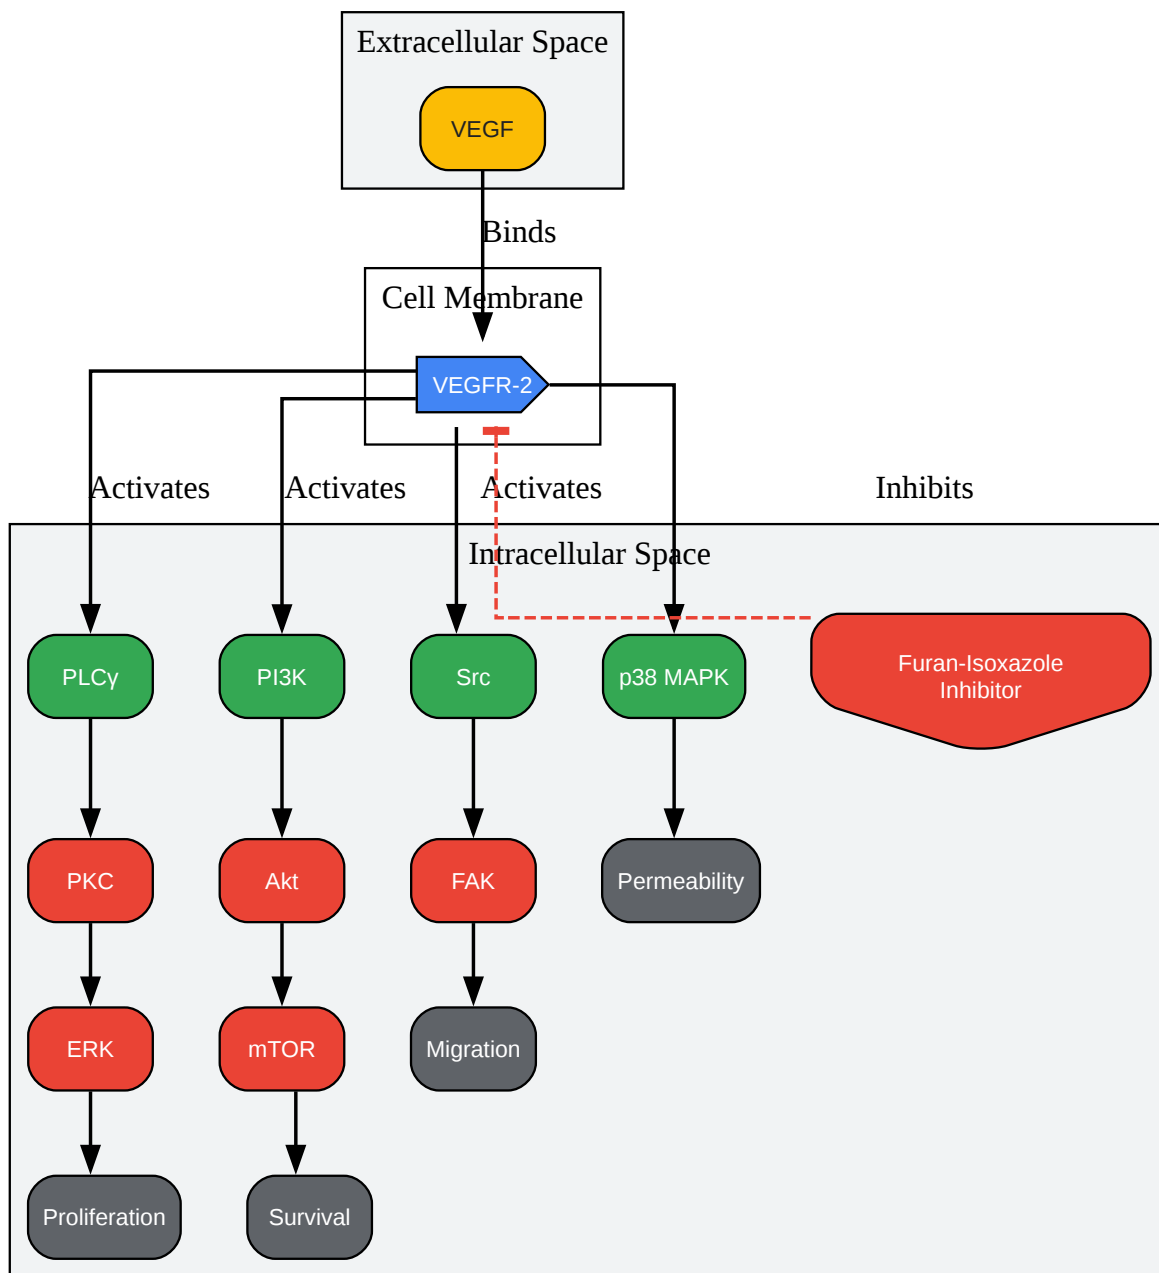 Extracellular Space
VEGF
Binds
Cell Membrane
VEGFR-2
Activates
Activates
Activates
Inhibits
Intracellular Space
PLCγ
PI3K
Src
p38 MAPK
Furan-Isoxazole
Inhibitor
PKC
Akt
FAK
Permeability
ERK
mTOR
Migration
Proliferation
Survival